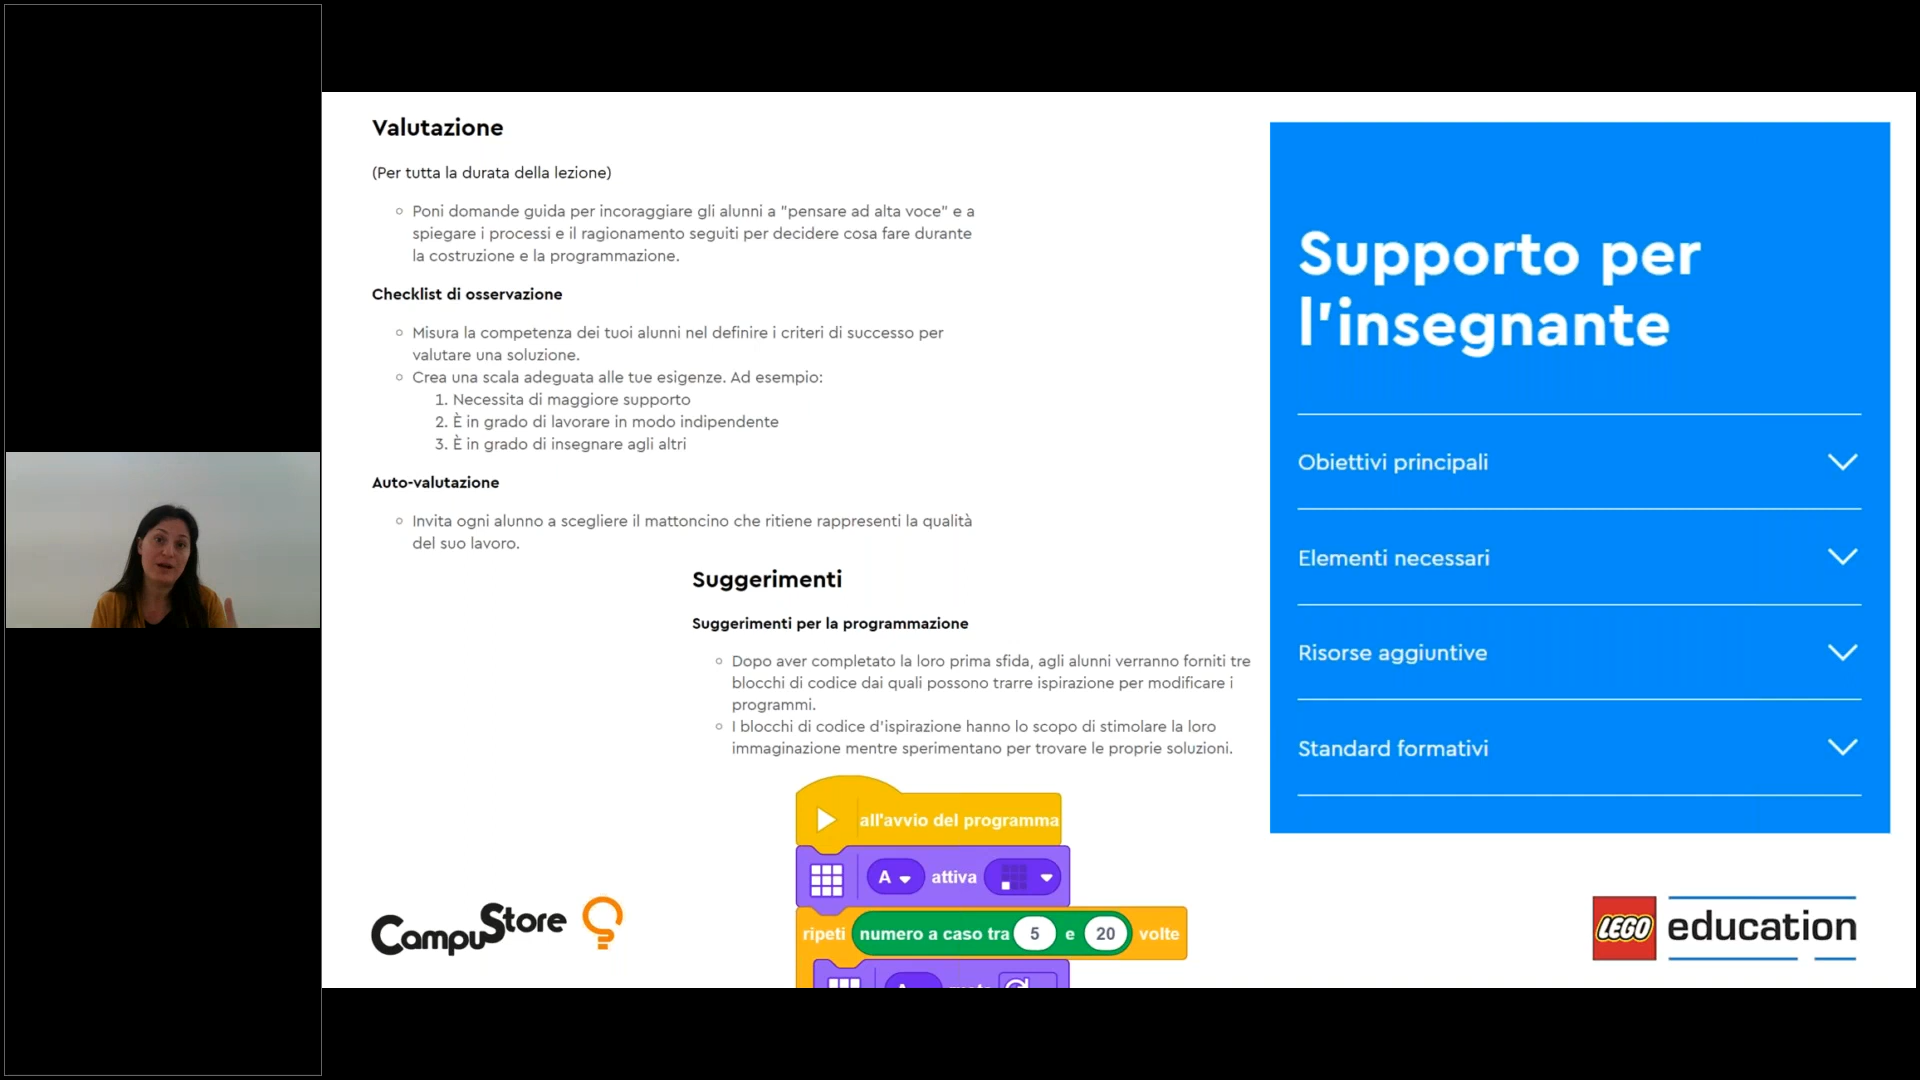 Valutazione
(Per tutta la durata della lezione)
Poni domande guida per incoraggiare gli alunni a "pensare ad alta voce" e a
spiegare i processi e il ragionamento seguiti per decidere cosa fare durante
la costruzione e la programmazione.
Checklist di osservazione
Misura la competenza dei tuoi alunni nel definire i criteri di successo per
valutare una soluzione.
Crea una scala adeguata alle tue esigenze. Ad esempio:
1. Necessita di maggiore supporto
2. È in grado di lavorare in modo indipendente
3. È in grado di insegnare agli altri
Auto-valutazione
Invita ogni alunno a scegliere il mattoncino che ritiene rappresenti la qualità
del suo lavoro.
Suggerimenti
Suggerimenti per la programmazione
Dopo aver completato la loro prima sfida, agli alunni verranno forniti tre
blocchi di codice dai quali possono trarre ispirazione per modificare i
programmi.
I blocchi di codice d'ispirazione hanno lo scopo di stimolare la loro
immaginazione mentre sperimentano per trovare le proprie soluzioni.
all'avvio del programma
A attiva
ripeti numero a caso tra 5 e 20 volte
CampuStore
Supporto per
l'insegnante
Obiettivi principali
Elementi necessari
Risorse aggiuntive
Standard formativi
LEGO education